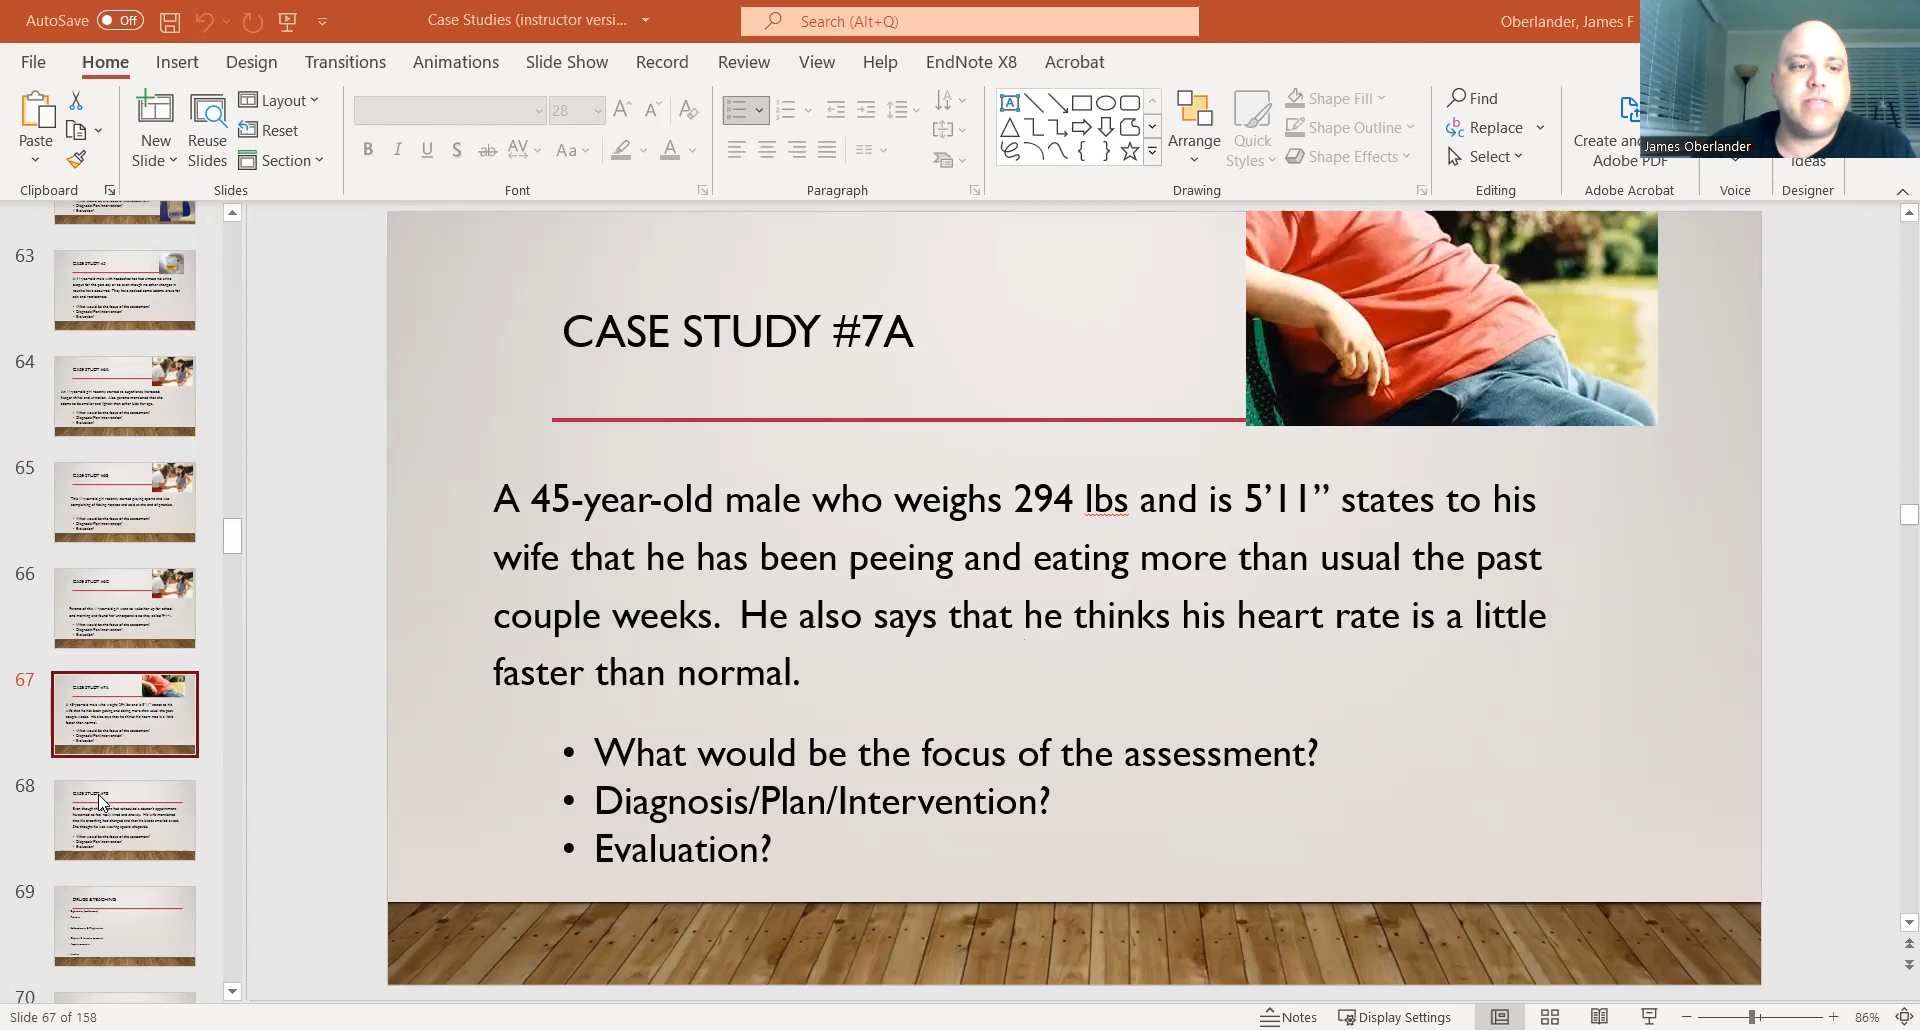 AutoSave Off
Case Studies (instructor versi...
Search (Alt+Q)
Oberlander, James F
File Home Insert Design Transitions Animations Slide Show Record Review View Help EndNote X8 Acrobat
Paste
New Slide
Reuse Slides
Layout
Reset
Section
28
B I U S ab AV Aa A
Arrange
Quick Styles
Shape Fill
Shape Outline
Shape Effects
Find
Replace
Select
Create and
Adobe PDF
Ideas
James Oberlander
Clipboard Slides Font Paragraph Drawing Editing Adobe Acrobat Voice Designer
63
64
65
66
67
68
69
70
CASE STUDY #7A
A 45-year-old male who weighs 294 lbs and is 5’11” states to his
wife that he has been peeing and eating more than usual the past
couple weeks. He also says that he thinks his heart rate is a little
faster than normal.
• What would be the focus of the assessment?
• Diagnosis/Plan/Intervention?
• Evaluation?
Slide 67 of 158
Notes
Display Settings
86%